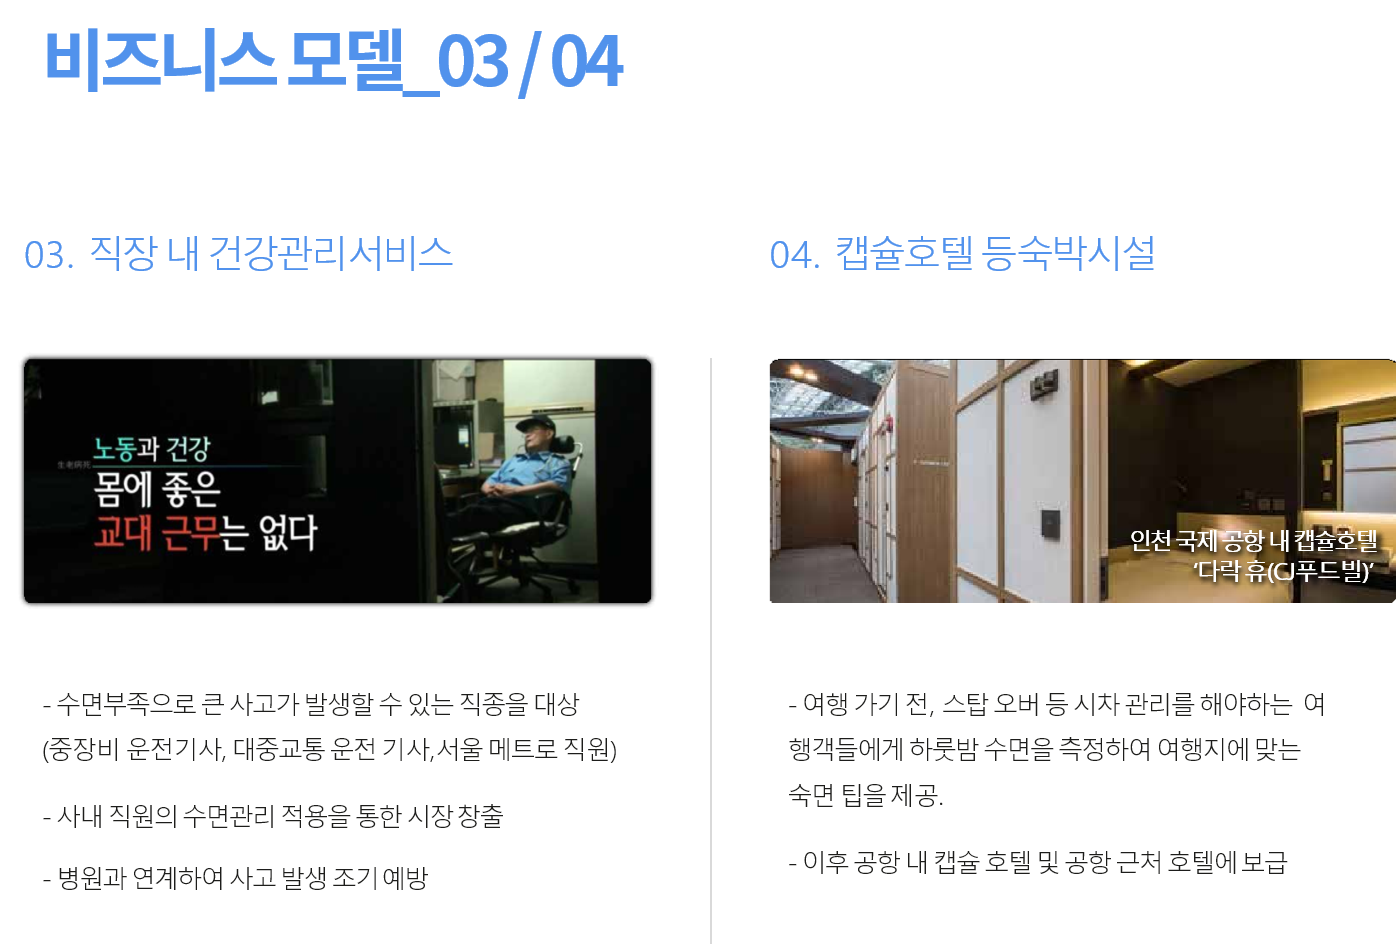 비즈니스 모델_03 / 04
03. 직장 내 건강관리서비스
노동과 건강
生老病死
몸에 좋은
교대 근무는 없다
- 수면부족으로 큰 사고가 발생할 수 있는 직종을 대상
(중장비 운전기사, 대중교통 운전 기사,서울 메트로 직원)
- 사내 직원의 수면관리 적용을 통한 시장 창출
- 병원과 연계하여 사고 발생 조기 예방
04. 캡슐호텔 등숙박시설
인천 국제 공항 내 캡슐호텔
‘다락 휴(CJ푸드빌)’
- 여행 가기 전, 스탑 오버 등 시차 관리를 해야하는 여
행객들에게 하룻밤 수면을 측정하여 여행지에 맞는
숙면 팁을 제공.
- 이후 공항 내 캡슐 호텔 및 공항 근처 호텔에 보급